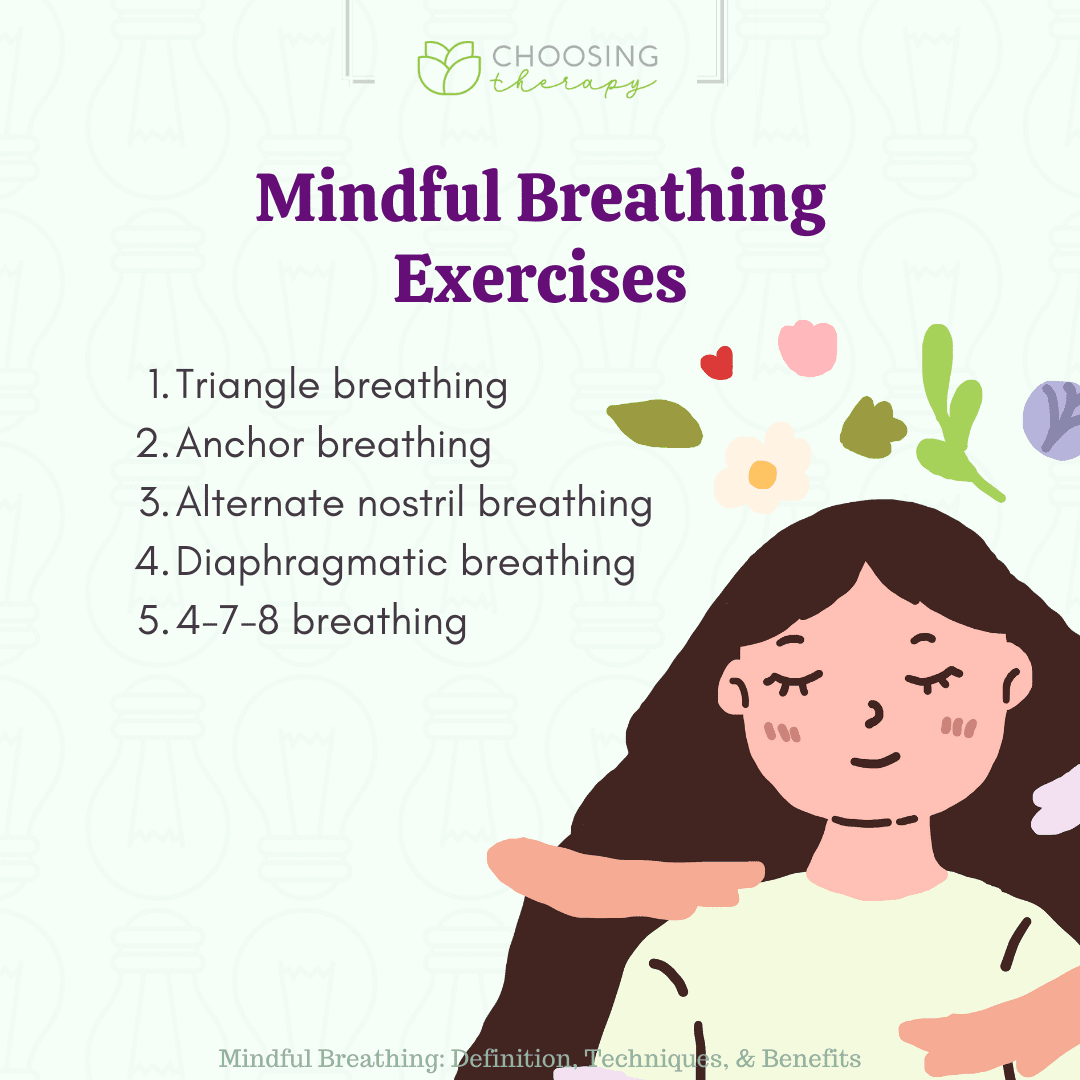 CHOOSING
therapy
Mindful Breathing
Exercises
1. Triangle breathing
2. Anchor breathing
3. Alternate nostril breathing
4. Diaphragmatic breathing
5. 4-7-8 breathing
Mindful Breathing: Definition, Techniques, & Benefits